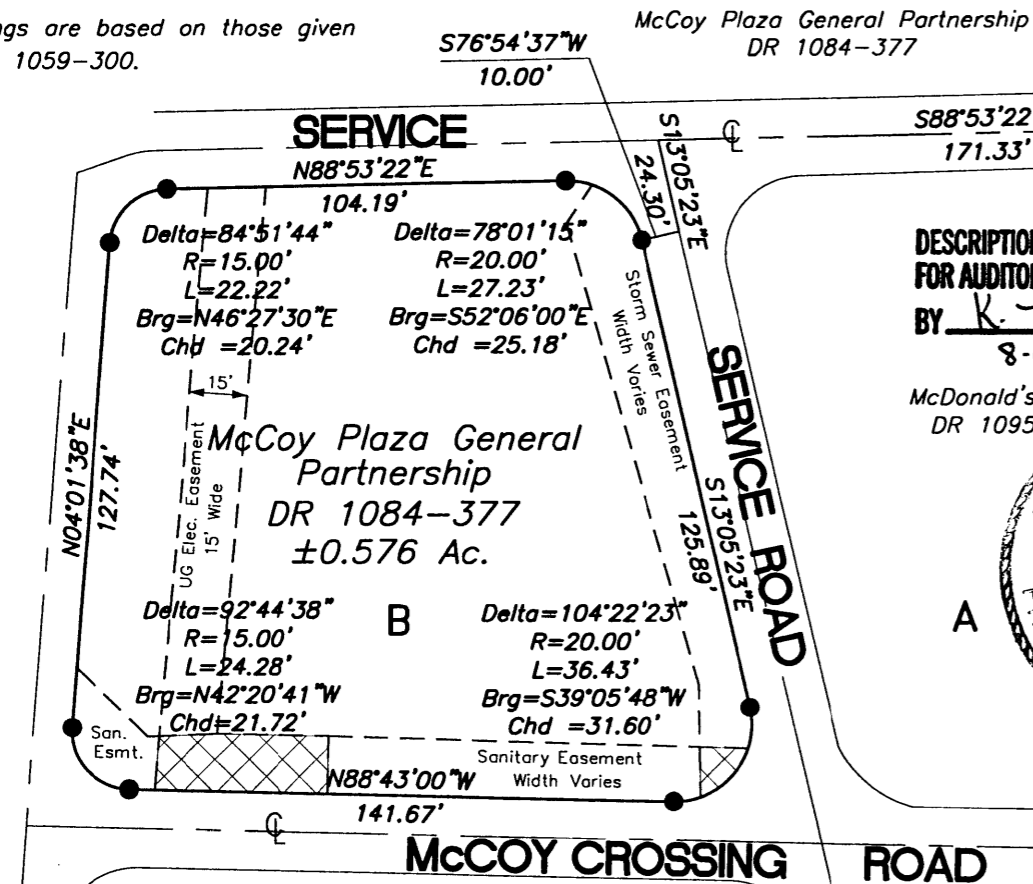 ngs are based on those given
1059-300.
McCoy Plaza General Partnership
DR 1084-377
S76°54'37"W
10.00'
SERVICE
N88°53'22"E
104.19'
S13°05'23"E
24.30'
S88°53'22
171.33'
Delta=84°51'44"
R=15.00'
L=22.22'
Brg=N46°27'30"E
Chd =20.24'
Delta=78°01'15"
R=20.00'
L=27.23'
Brg=S52°06'00"E
Chd =25.18'
Storm Sewer Easement
Width Varies
DESCRIPTION
FOR AUDITOR
BY K.
8-
McDonald's
DR 1095
SERVICE ROAD
15'
N04°01'38"E
127.74'
UG Elec. Easement
15' Wide
McCoy Plaza General
Partnership
DR 1084-377
±0.576 Ac.
S13°05'23"E
125.89'
B
A
Delta=92°44'38"
R=15.00'
L=24.28'
Brg=N42°20'41"W
Chd=21.72'
Delta=104°22'23"
R=20.00'
L=36.43'
Brg=S39°05'48"W
Chd =31.60'
San.
Esmt.
Sanitary Easement
Width Varies
N88°43'00"W
141.67'
McCOY CROSSING ROAD